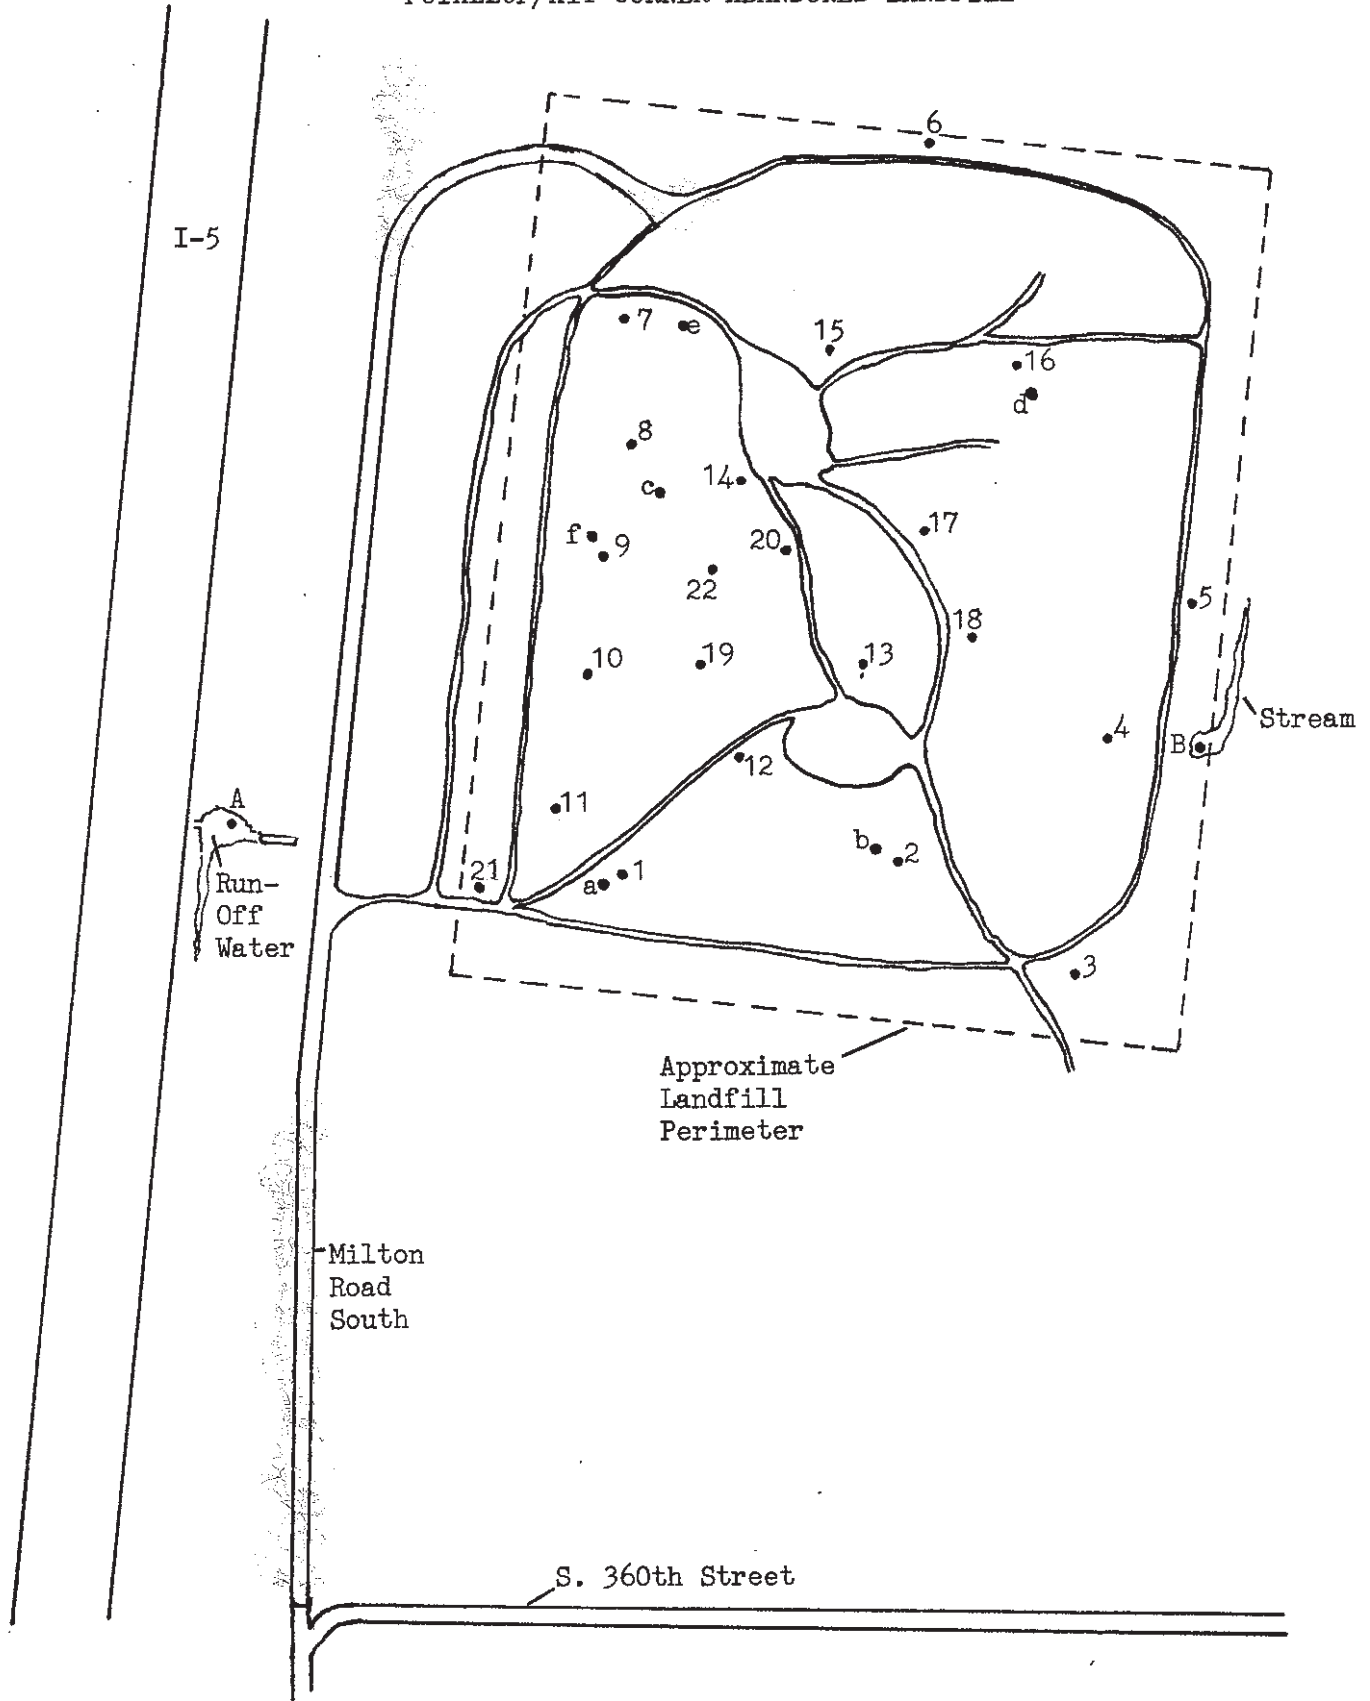 6
I-5
7
e
15
16
d
8
14
c
17
f
9
20
22
5
18
10
19
13
Stream
4
B
12
A
11
b
2
21
1
a
Run-
Off
Water
3
Approximate
Landfill
Perimeter
Milton
Road
South
S. 360th Street